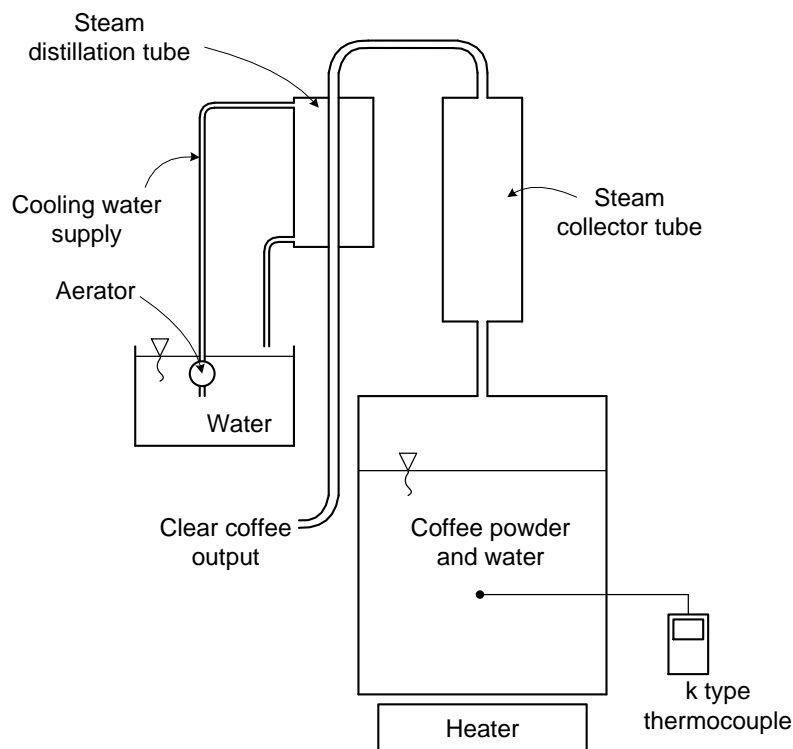 Steam
distillation tube
Cooling water
supply
Steam
collector tube
Aerator
Water
Clear coffee
output
Coffee powder
and water
k type
thermocouple
Heater